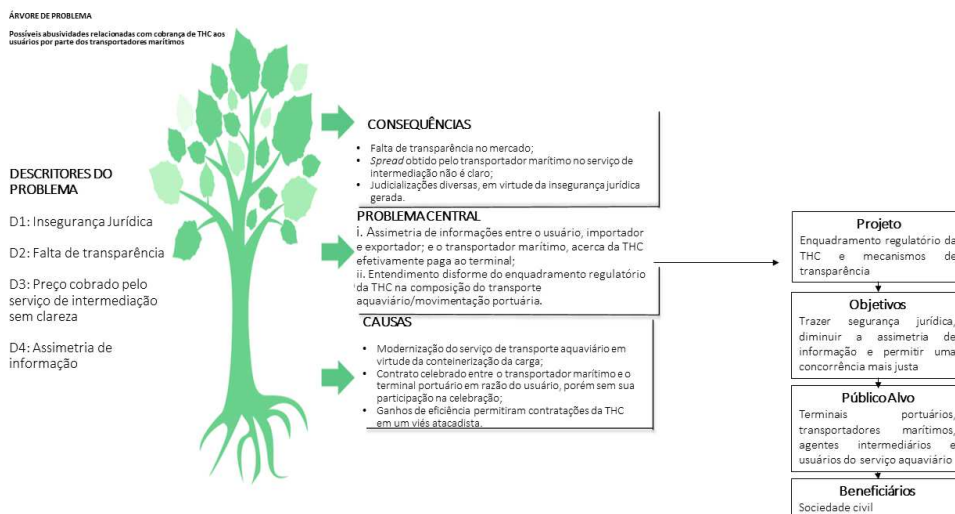 ÁRVORE DE PROBLEMA
Possíveis abusividades relacionadas com cobrança de THC aos
usuários por parte dos transportadores marítimos
DESCRITORES DO
PROBLEMA
D1: Insegurança Jurídica
D2: Falta de transparência
D3: Preço cobrado pelo
serviço de intermediação
sem clareza
D4: Assimetria de
informação
CONSEQUÊNCIAS
• Falta de transparência no mercado;
• Spread obtido pelo transportador marítimo no serviço de
intermediação não é claro;
• Judicializações diversas, em virtude da insegurança jurídica
gerada.
PROBLEMA CENTRAL
i. Assimetria de informações entre o usuário, importador
e exportador; e o transportador marítimo, acerca da THC
efetivamente paga ao terminal;
ii. Entendimento disforme do enquadramento regulatório
da THC na composição do transporte
aquaviário/movimentação portuária.
CAUSAS
• Modernização do serviço de transporte aquaviário em
virtude da conteinerização da carga;
• Contrato celebrado entre o transportador marítimo e o
terminal portuário em razão do usuário, porém sem sua
participação na celebração;
• Ganhos de eficiência permitiram contratações da THC
em um viés atacadista.
Projeto
Enquadramento regulatório da
THC e mecanismos de
transparência
Objetivos
Trazer segurança jurídica,
diminuir a assimetria de
informação e permitir uma
concorrência mais justa
Público Alvo
Terminais portuários,
transportadores marítimos,
agentes intermediários e
usuários do serviço aquaviário
Beneficiários
Sociedade civil